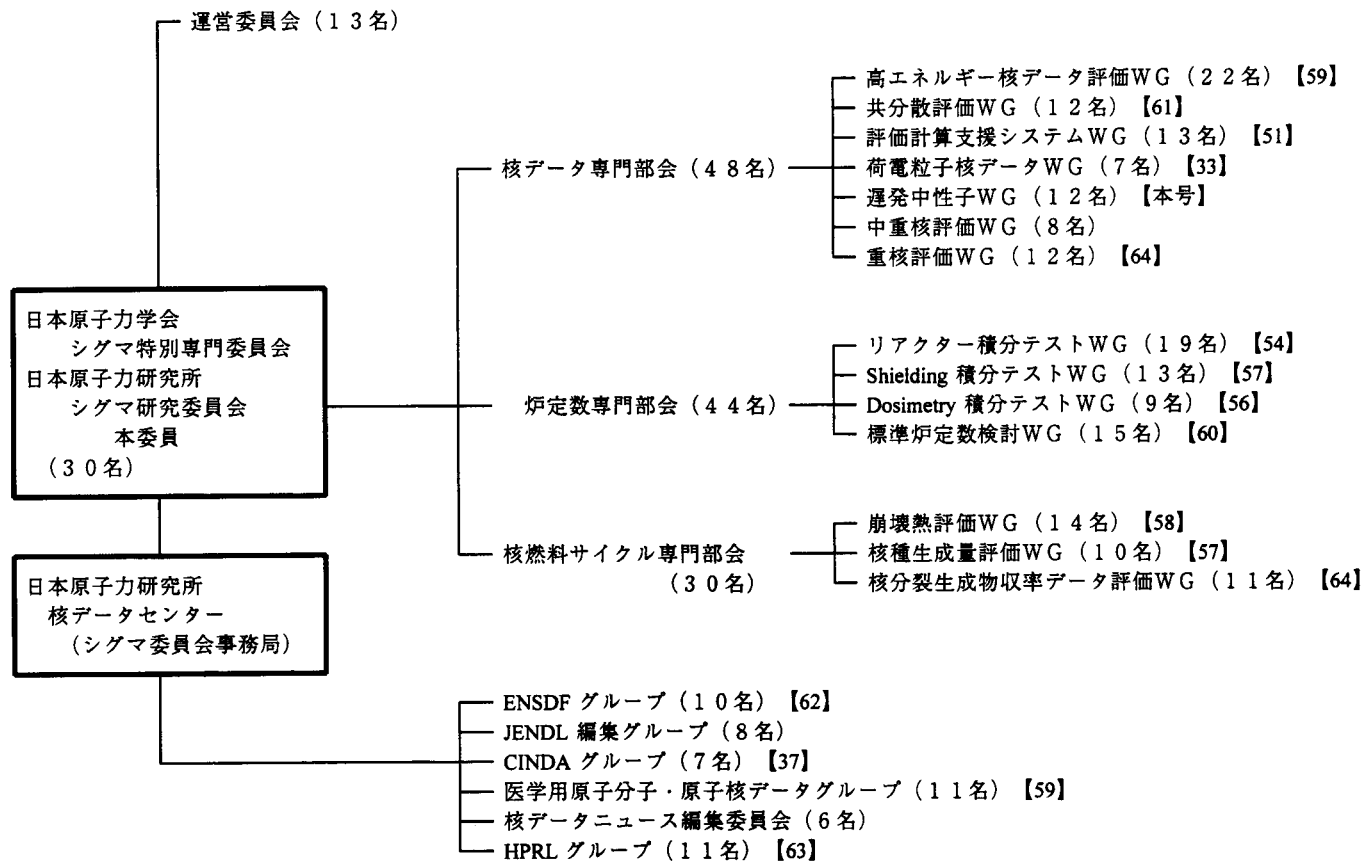 運営委員会（１３名）
高エネルギー核データ評価ＷＧ（２２名）【59】
共分散評価ＷＧ（１２名）【61】
評価計算支援システムＷＧ（１３名）【51】
核データ専門部会（４８名）
荷電粒子核データＷＧ（７名）【33】
遅発中性子ＷＧ（１２名）【本号】
中重核評価ＷＧ（８名）
重核評価ＷＧ（１２名）【64】
日本原子力学会
シグマ特別専門委員会
日本原子力研究所
シグマ研究委員会
本委員
（３０名）
リアクター積分テストＷＧ（１９名）【54】
Shielding 積分テストＷＧ（１３名）【57】
炉定数専門部会（４４名）
Dosimetry 積分テストＷＧ（９名）【56】
標準炉定数検討ＷＧ（１５名）【60】
崩壊熱評価ＷＧ（１４名）【58】
核燃料サイクル専門部会
（３０名）
核種生成量評価ＷＧ（１０名）【57】
核分裂生成物収率データ評価ＷＧ（１１名）【64】
日本原子力研究所
核データセンター
（シグマ委員会事務局）
ENSDF グループ（１０名）【62】
JENDL 編集グループ（８名）
CINDA グループ（７名）【37】
医学用原子分子・原子核データグループ（１１名）【59】
核データニュース編集委員会（６名）
HPRL グループ（１１名）【63】